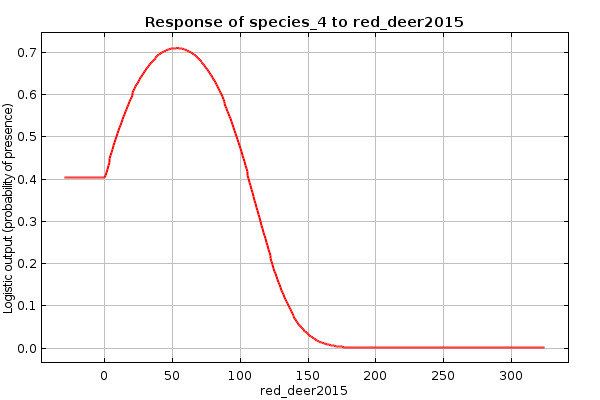 Response of species_4 to red_deer2015
Logistic output (probability of presence)
0.7
0.6
0.5
0.4
0.3
0.2
0.1
0.0
0 50 100 150 200 250 300
red_deer2015